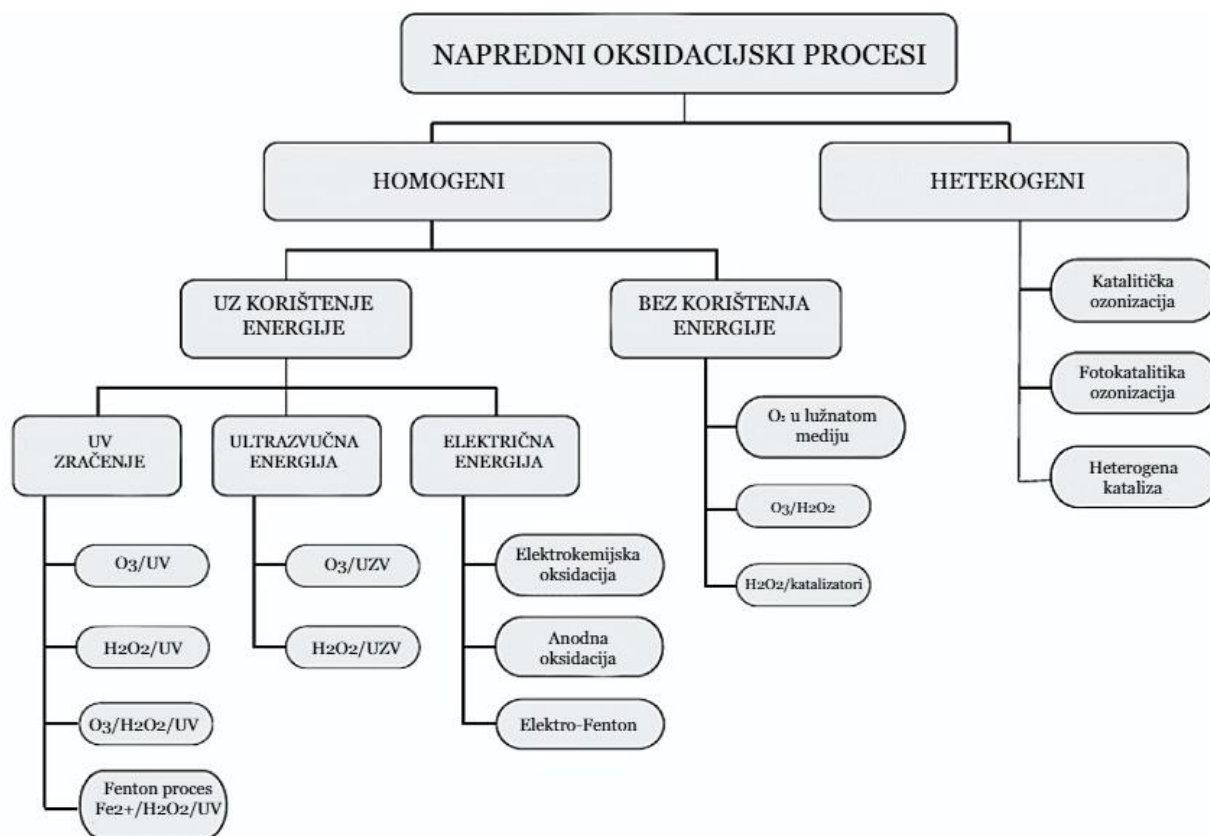 NAPREDNI OKSIDACIJSKI PROCESI
HOMOGENI
HETEROGENI
UZ KORIŠTENJE
ENERGIJE
BEZ KORIŠTENJA
ENERGIJE
Katalitička
ozonizacija
Fotokatalitika
ozonizacija
Heterogena
kataliza
UV
ZRAČENJE
ULTRAZVUČNA
ENERGIJA
ELEKTRIČNA
ENERGIJA
O₂ u lužnatom
mediju
O3/H2O2
H2O2/katalizatori
O3/UV
H2O2/UV
O3/H2O2/UV
Fenton proces
Fe2+/H2O2/UV
O3/UZV
H2O2/UZV
Elektrokemijska
oksidacija
Anodna
oksidacija
Elektro-Fenton